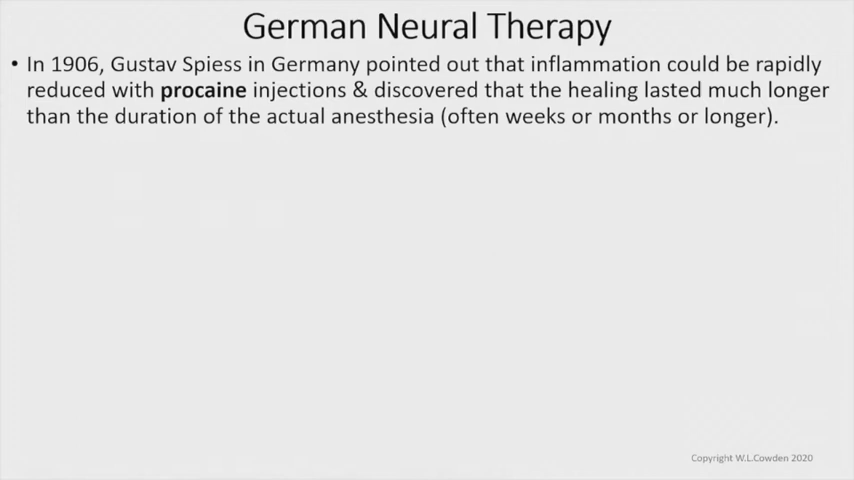 German Neural Therapy
• In 1906, Gustav Spiess in Germany pointed out that inflammation could be rapidly
reduced with procaine injections & discovered that the healing lasted much longer
than the duration of the actual anesthesia (often weeks or months or longer).
Copyright W.L.Cowden 2020